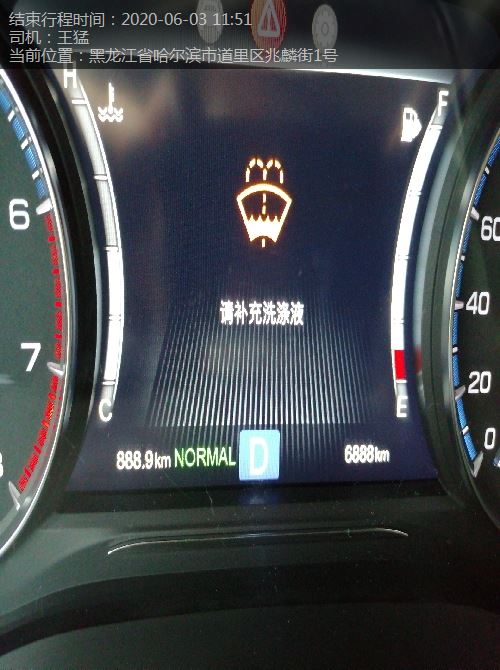 结束行程时间：2020-06-03 11:51
司机：王猛
当前位置：黑龙江省哈尔滨市道里区兆麟街1号
H
F
6
60
请补充洗涤液
40
7
20
C
E
0
888.9km NORMAL D 6888km